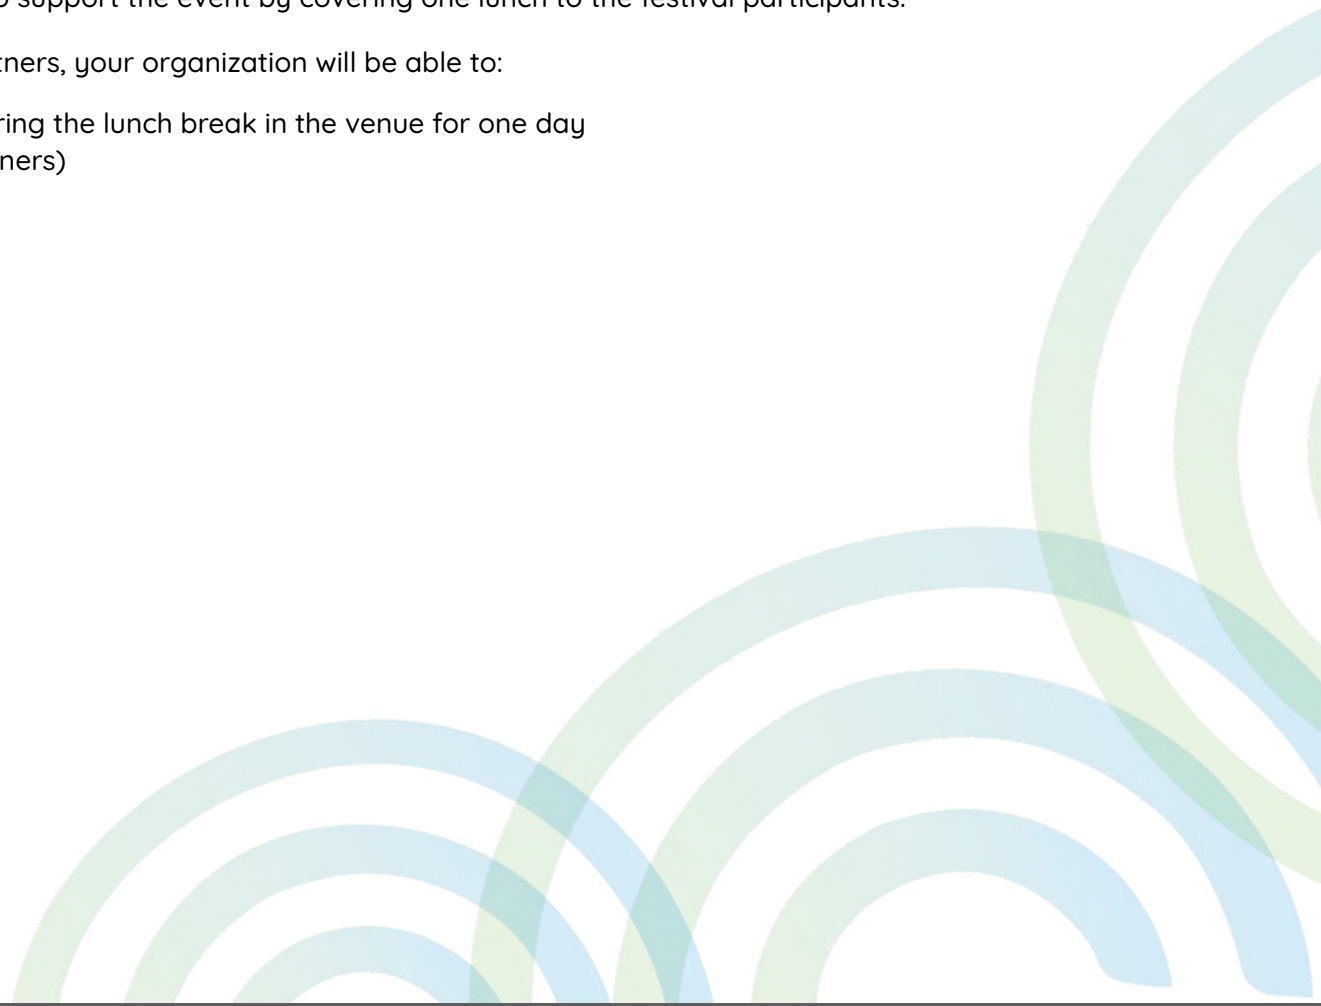 support the event by covering one lunch to the festival participants.
ners, your organization will be able to:
ring the lunch break in the venue for one day
ners)